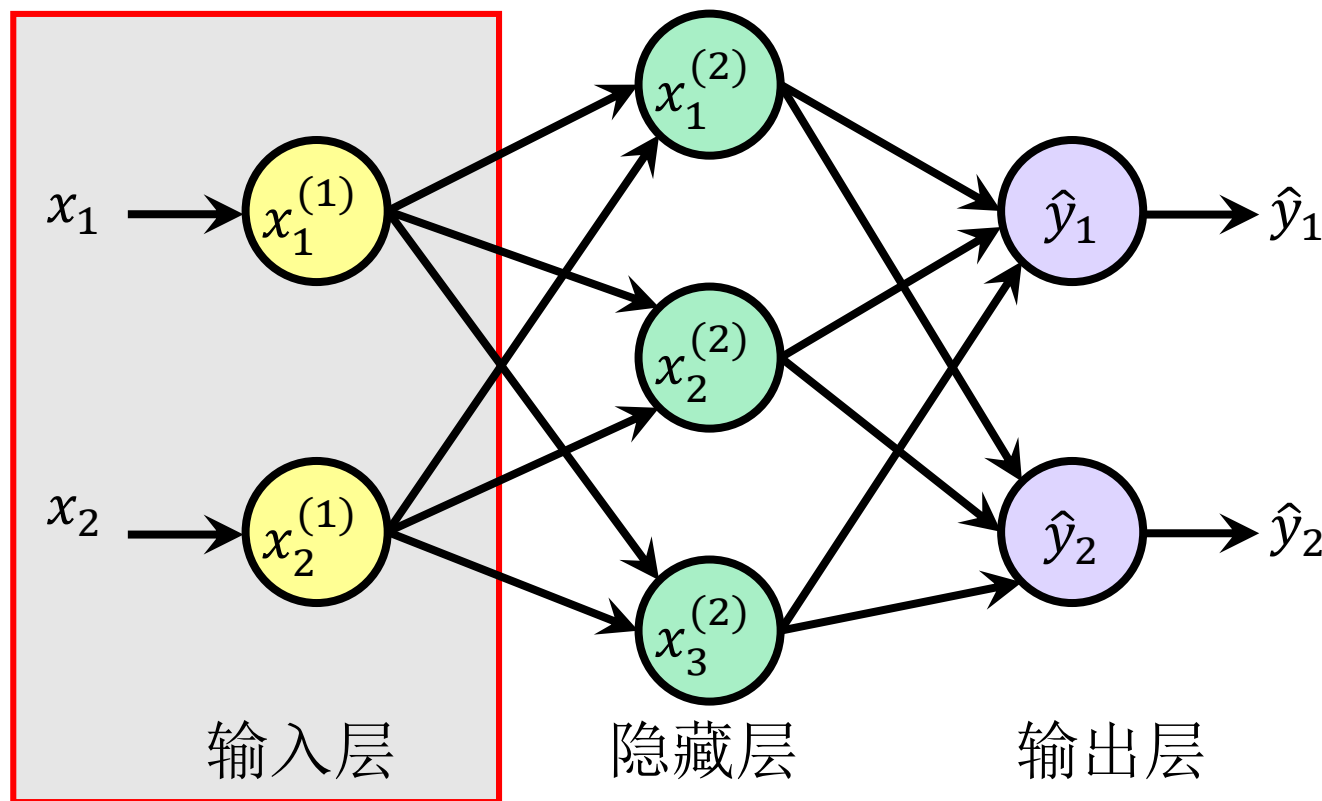 x₁ x₁⁽¹⁾ x₁⁽²⁾ ŷ₁ ŷ₁
x₂⁽²⁾
x₂ x₂⁽¹⁾ ŷ₂ ŷ₂
x₃⁽²⁾
输入层 隐藏层 输出层